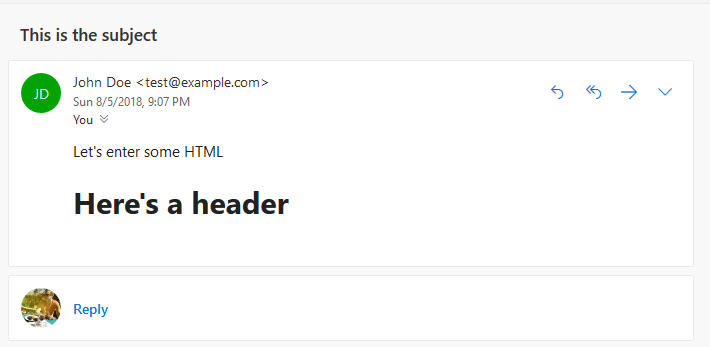 This is the subject
JD
John Doe <test@example.com>
Sun 8/5/2018, 9:07 PM
You
Let's enter some HTML
Here's a header
Reply